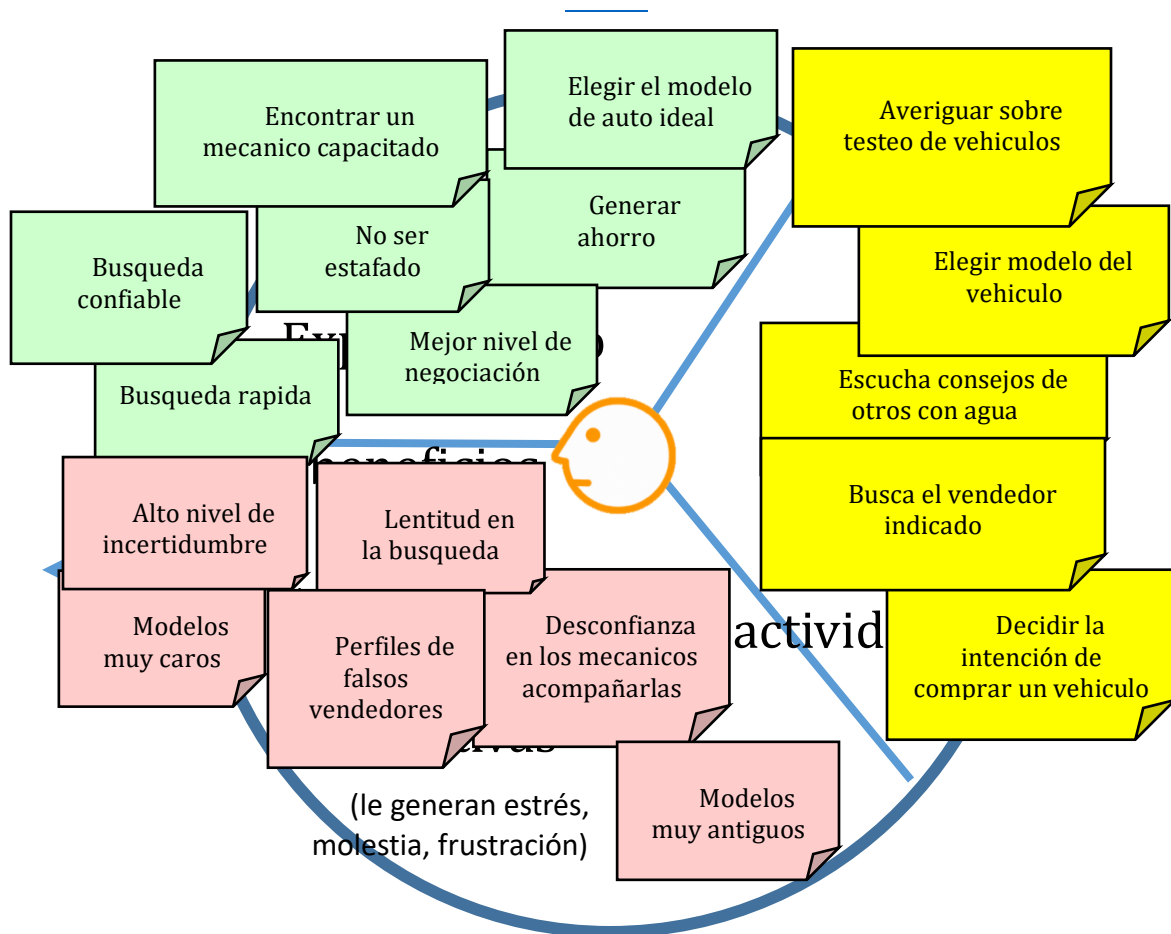 Encontrar un
mecanico capacitado
Elegir el modelo
de auto ideal
Generar
ahorro
No ser
estafado
Busqueda
confiable
Mejor nivel de
negociación
Busqueda rapida
beneficios
Averiguar sobre
testeo de vehiculos
Elegir modelo del
vehiculo
Escucha consejos de
otros con agua
Busca el vendedor
indicado
Decidir la
intención de
comprar un vehiculo
activid
Alto nivel de
incertidumbre
Lentitud en
la busqueda
Modelos
muy caros
Perfiles de
falsos
vendedores
Desconfianza
en los mecanicos
acompañarlas
Modelos
muy antiguos
(le generan estrés,
molestia, frustración)